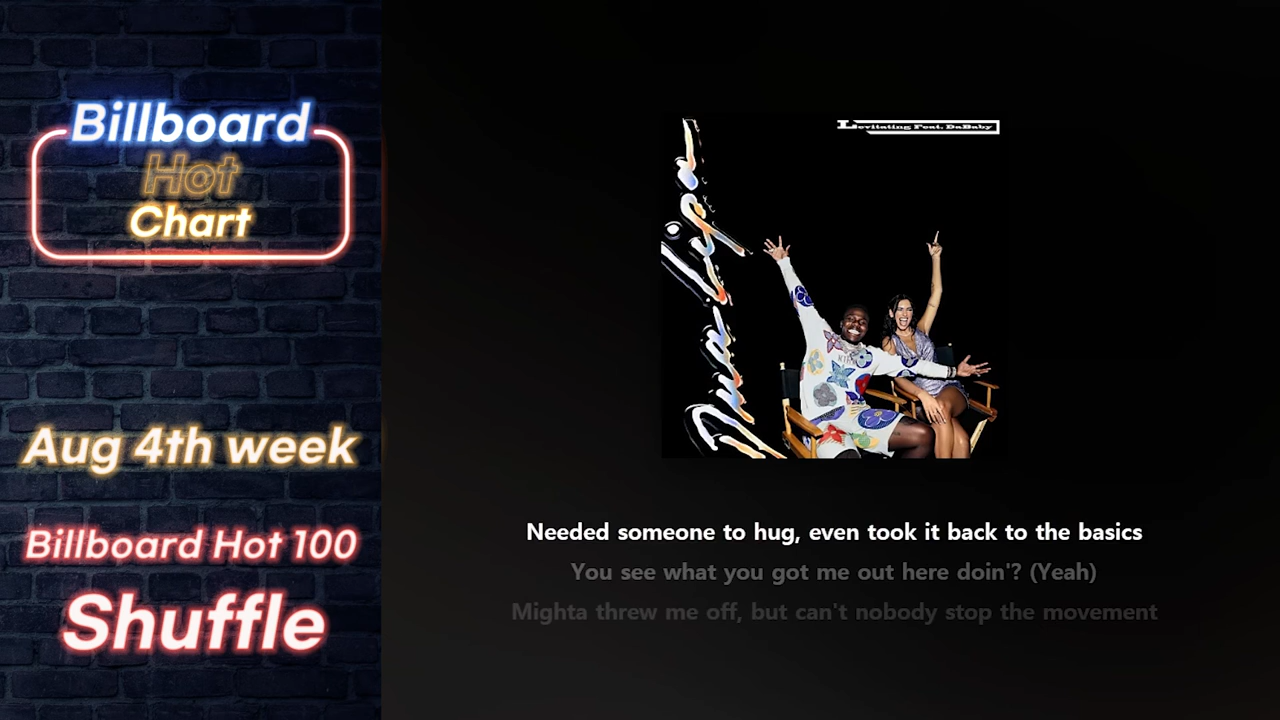 Billboard
Hot
Chart
Aug 4th week
Billboard Hot 100
Shuffle
Dua Lipa
Levitating Feat. DaBaby
Needed someone to hug, even took it back to the basics
You see what you got me out here doin'? (Yeah)
Mighta threw me off, but can't nobody stop the movement